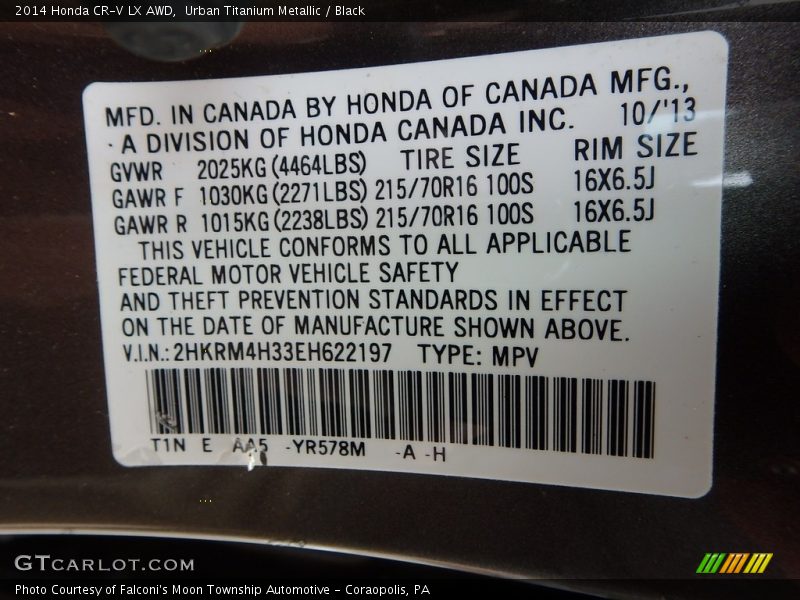 2014 Honda CR-V LX AWD,  Urban Titanium Metallic / Black
MFD. IN CANADA BY HONDA OF CANADA MFG.,
·A DIVISION OF HONDA CANADA INC. 10/'13
GVWR 2025KG(4464LBS) TIRE SIZE RIM SIZE
GAWR F 1030KG(2271LBS) 215/70R16 100S 16X6.5J
GAWR R 1015KG(2238LBS) 215/70R16 100S 16X6.5J
THIS VEHICLE CONFORMS TO ALL APPLICABLE
FEDERAL MOTOR VEHICLE SAFETY
AND THEFT PREVENTION STANDARDS IN EFFECT
ON THE DATE OF MANUFACTURE SHOWN ABOVE.
V.I.N.: 2HKRM4H33EH622197 TYPE: MPV
T1N E AA5 -YR578M -A -H
GTCARLOT.COM
Photo Courtesy of Falconi's Moon Township Automotive - Coraopolis, PA